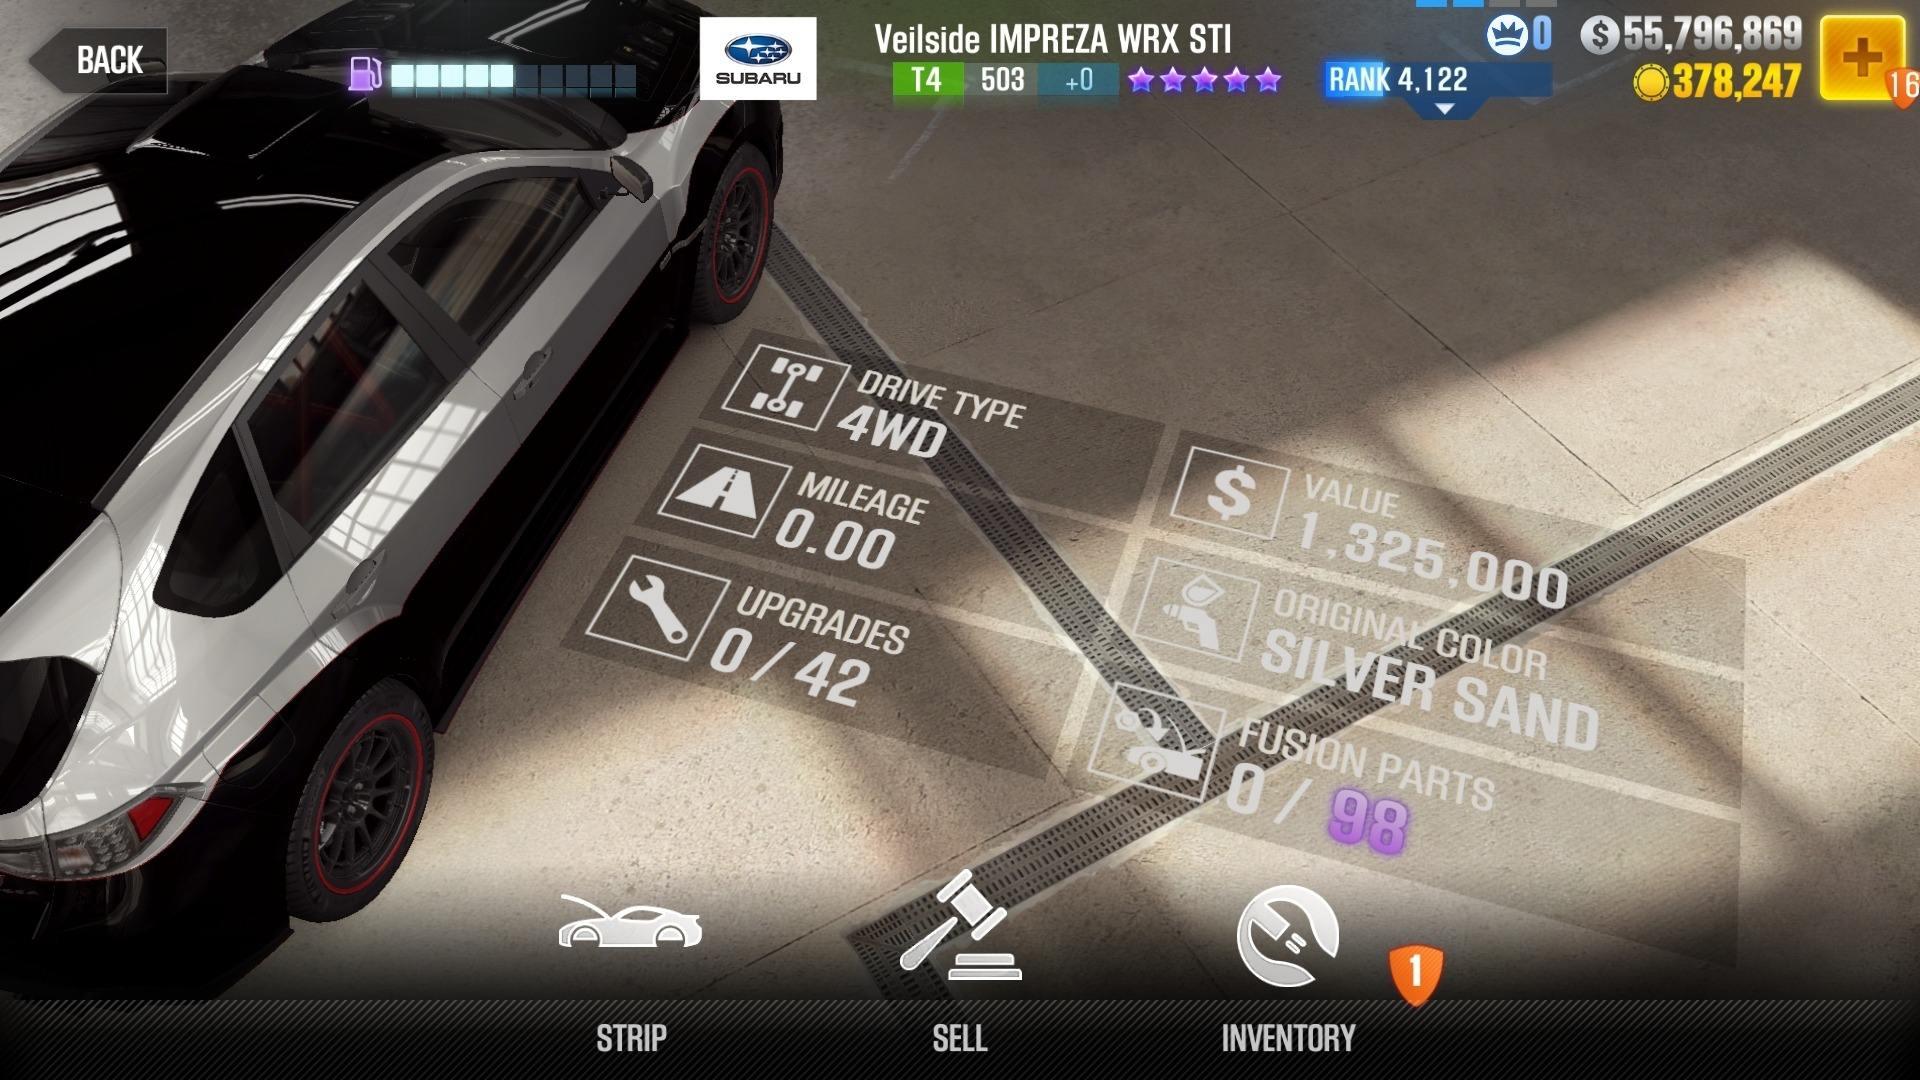 BACK
SUBARU
Veilside IMPREZA WRX STI
T4 503 +0
RANK 4,122
0
55,796,869
378,247
16
DRIVE TYPE
4WD
MILEAGE
0.00
UPGRADES
0/42
$
VALUE
1,325,000
ORIGINAL COLOR
SILVER SAND
FUSION PARTS
0/ 98
1
STRIP
SELL
INVENTORY